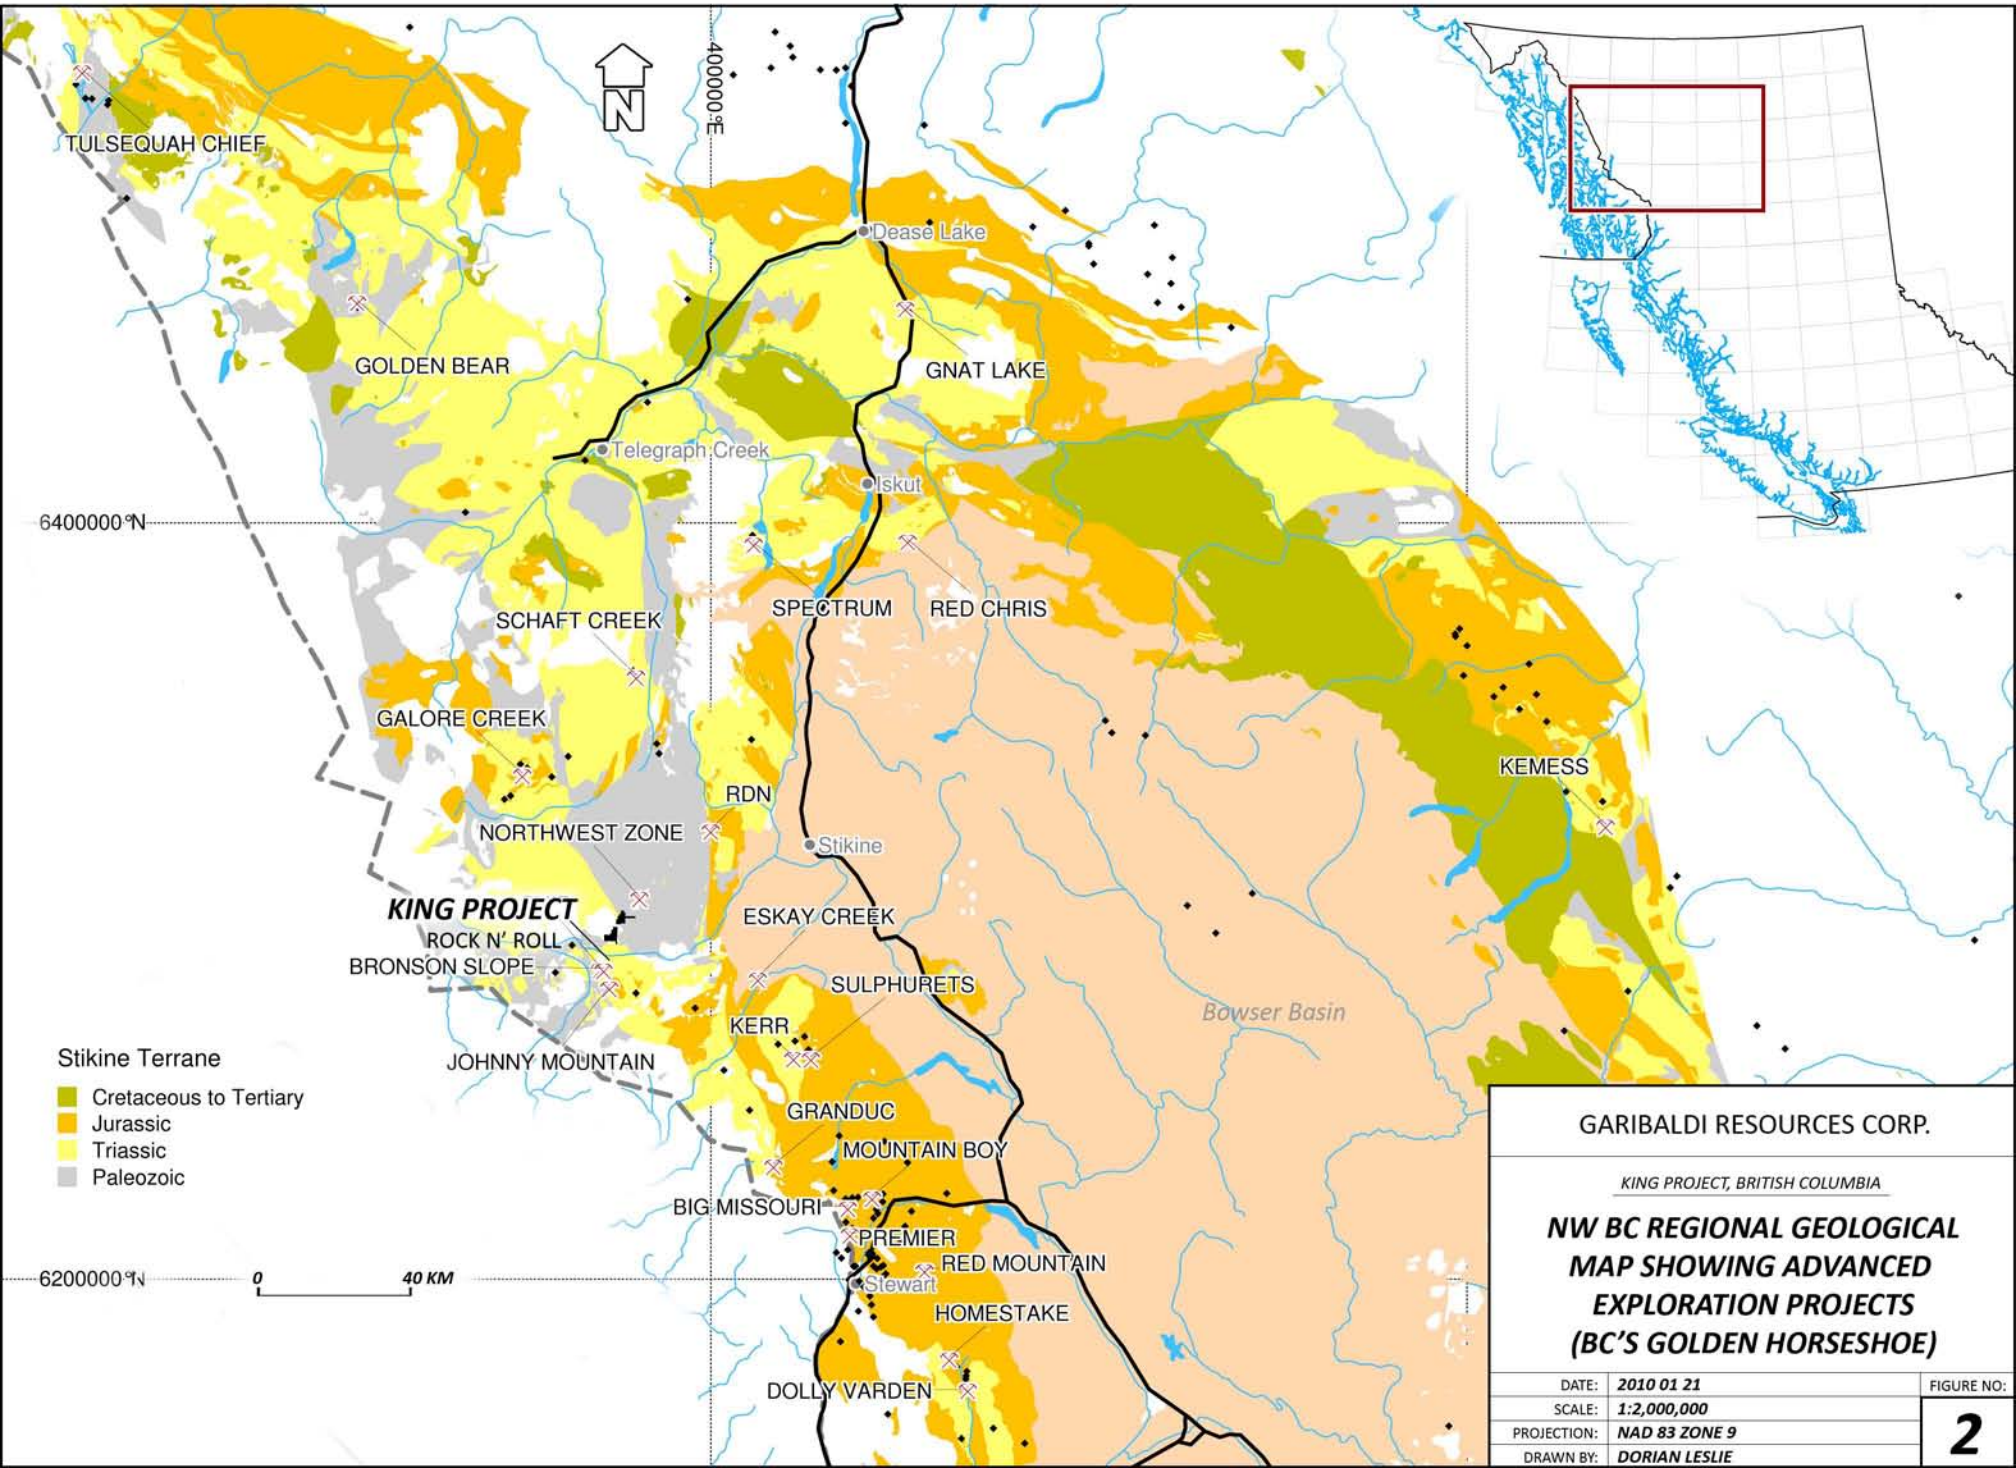 N
400000°E
TULSEQUAH CHIEF
Dease Lake
GOLDEN BEAR
GNAT LAKE
Telegraph Creek
Iskut
6400000°N
SPECTRUM
RED CHRIS
SCHAFT CREEK
GALORE CREEK
KEMESS
RDN
NORTHWEST ZONE
Stikine
KING PROJECT
ESKAY CREEK
ROCK N' ROLL
BRONSON SLOPE
SULPHURETS
Bowser Basin
KERR
JOHNNY MOUNTAIN
Stikine Terrane
Cretaceous to Tertiary
Jurassic
Triassic
Paleozoic
GRANDUC
MOUNTAIN BOY
BIG MISSOURI
PREMIER
RED MOUNTAIN
6200000°N
0 40 KM
Stewart
HOMESTAKE
DOLLY VARDEN
GARIBALDI RESOURCES CORP.
KING PROJECT, BRITISH COLUMBIA
NW BC REGIONAL GEOLOGICAL
MAP SHOWING ADVANCED
EXPLORATION PROJECTS
(BC'S GOLDEN HORSESHOE)
DATE: 2010 01 21
SCALE: 1:2,000,000
PROJECTION: NAD 83 ZONE 9
DRAWN BY: DORIAN LESLIE
FIGURE NO:
2